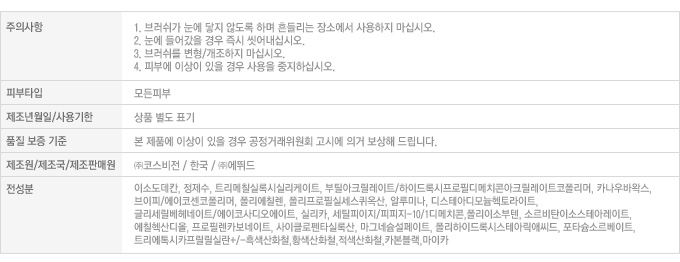 주의사항
1. 브러쉬가 눈에 닿지 않도록 하며 흔들리는 장소에서 사용하지 마십시오.
2. 눈에 들어갔을 경우 즉시 씻어내십시오.
3. 브러쉬를 변형/개조하지 마십시오.
4. 피부에 이상이 있을 경우 사용을 중지하십시오.
피부타입 모든피부
제조년월일/사용기한 상품 별도 표기
품질 보증 기준 본 제품에 이상이 있을 경우 공정거래위원회 고시에 의거 보상해 드립니다.
제조원/제조국/제조판매원 ㈜코스비전 / 한국 / ㈜에뛰드
전성분
이소도데칸, 정제수, 트리메칠실록시실리케이트, 부틸아크릴레이트/하이드록시프로필디메치콘아크릴레이트코폴리머, 카나우바왁스,
브이피/에이코센코폴리머, 폴리에칠렌, 폴리프로필실세스퀴옥산, 알루미나, 디스테아디모늄헥토라이트,
글리세릴베헤네이트/에이코사디오에이트, 실리카, 세틸피이지/피피지-10/1디메치콘,폴리이소부텐, 소르비탄이소스테아레이트,
에칠헥산디올, 프로필렌카보네이트, 사이클로펜타실록산, 마그네슘설페이트, 폴리하이드록시스테아릭애씨드, 포타슘소르베이트,
트리에톡시카프릴릴실란+/-흑색산화철,황색산화철,적색산화철,카본블랙,마이카